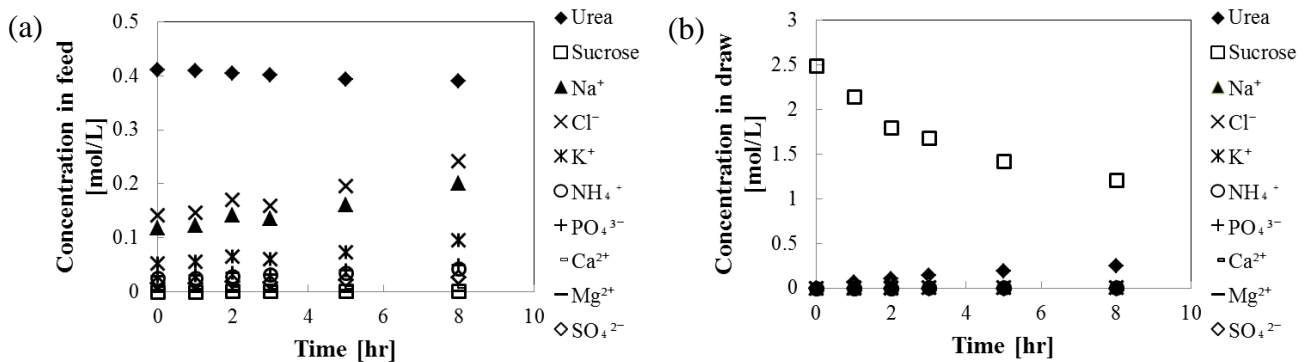 (a)
Concentration in feed
[mol/L]
0.5
0.4
0.3
0.2
0.1
0
0 2 4 6 8 10
Time [hr]
Urea
Sucrose
Na⁺
Cl⁻
K⁺
NH₄⁺
PO₄³⁻
Ca²⁺
Mg²⁺
SO₄²⁻
(b)
Concentration in draw
[mol/L]
3
2.5
2
1.5
1
0.5
0
0 2 4 6 8 10
Time [hr]
Urea
Sucrose
Na⁺
Cl⁻
K⁺
NH₄⁺
PO₄³⁻
Ca²⁺
Mg²⁺
SO₄²⁻